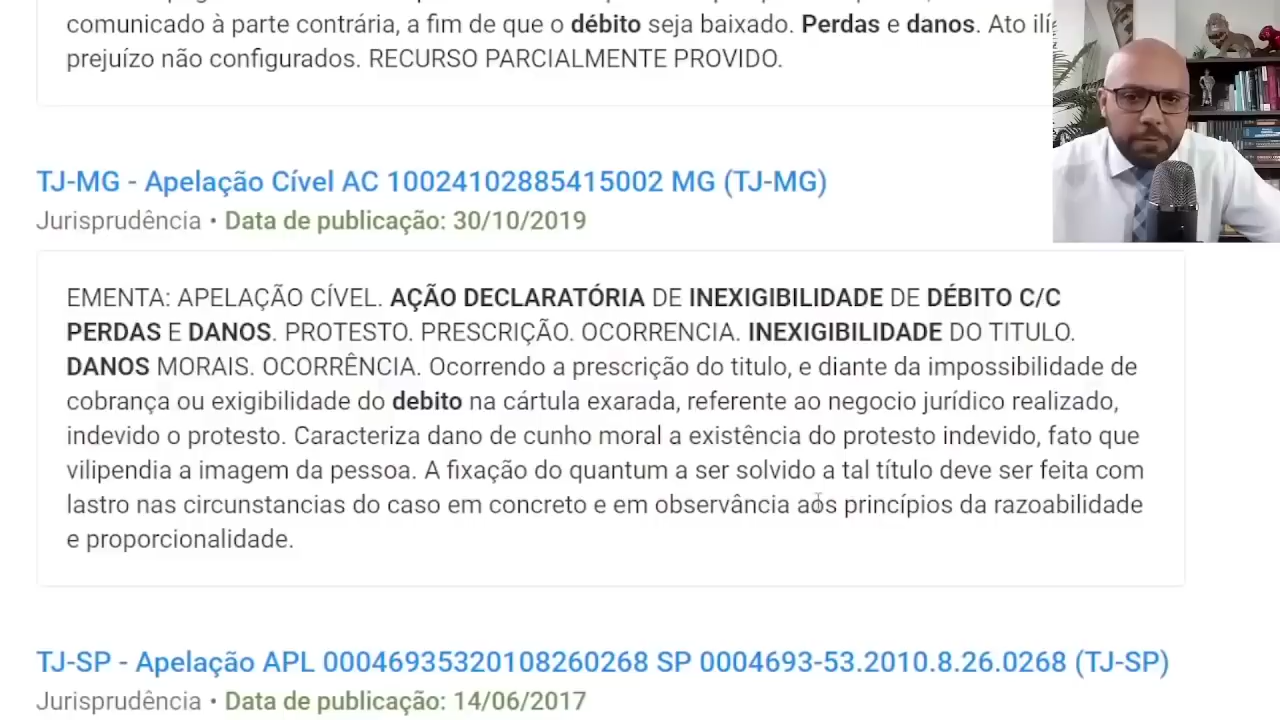 comunicado à parte contrária, a fim de que o débito seja baixado. Perdas e danos. Ato
prejuízo não configurados. RECURSO PARCIALMENTE PROVIDO.
TJ-MG - Apelação Cível AC 10024102885415002 MG (TJ-MG)
Jurisprudência • Data de publicação: 30/10/2019
EMENTA: APELAÇÃO CÍVEL. AÇÃO DECLARATÓRIA DE INEXIGIBILIDADE DE DÉBITO C/C
PERDAS E DANOS. PROTESTO. PRESCRIÇÃO. OCORRENCIA. INEXIGIBILIDADE DO TITULO.
DANOS MORAIS. OCORRÊNCIA. Ocorrendo a prescrição do titulo, e diante da impossibilidade de
cobrança ou exigibilidade do debito na cártula exarada, referente ao negocio jurídico realizado,
indevido o protesto. Caracteriza dano de cunho moral a existência do protesto indevido, fato que
vilipendia a imagem da pessoa. A fixação do quantum a ser solvido a tal título deve ser feita com
lastro nas circunstancias do caso em concreto e em observância aos princípios da razoabilidade
e proporcionalidade.
TJ-SP - Apelação APL 00046935320108260268 SP 0004693-53.2010.8.26.0268 (TJ-SP)
Jurisprudência • Data de publicação: 14/06/2017